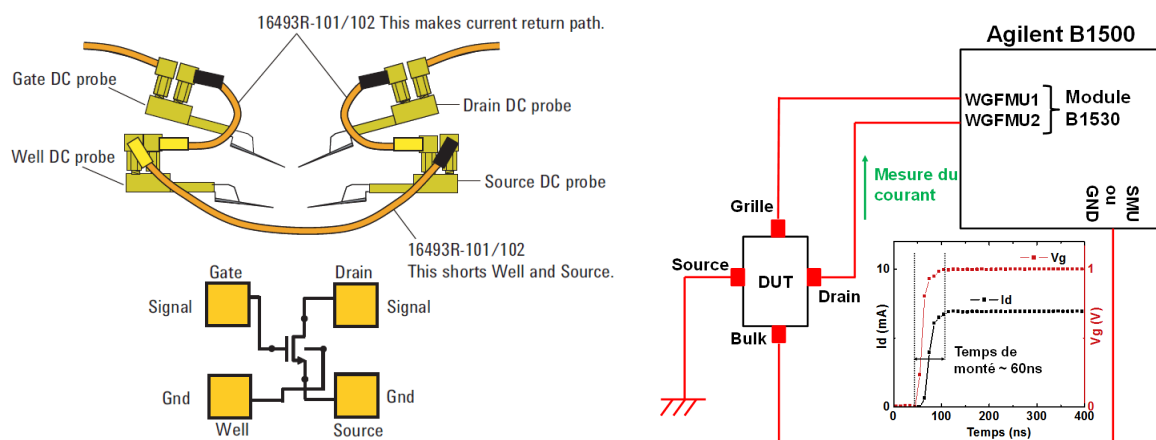 16493R-101/102 This makes current return path.
Gate DC probe
Drain DC probe
Well DC probe
Source DC probe
16493R-101/102
This shorts Well and Source.
Gate
Drain
Signal
Signal
Gnd
Gnd
Well
Source
Agilent B1500
WGFMU1
WGFMU2
Module
B1530
Mesure du
courant
SMU
ou
GND
Grille
Source
DUT
Drain
Bulk
Vg
Id
10
1
Id (mA)
Vg (V)
Temps de
monté ~ 60ns
0
0
0 100 200 300 400
Temps (ns)